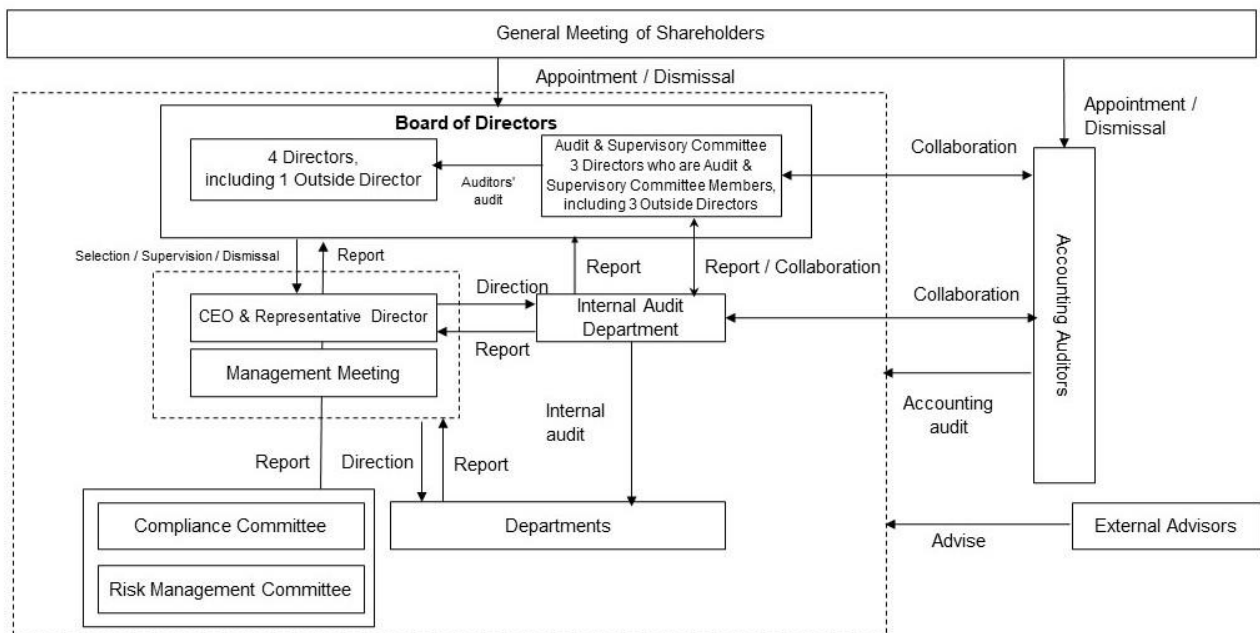 General Meeting of Shareholders
Appointment / Dismissal
Appointment /
Dismissal
Board of Directors
4 Directors,
including 1 Outside Director
Auditors'
audit
Audit & Supervisory Committee
3 Directors who are Audit &
Supervisory Committee Members,
including 3 Outside Directors
Collaboration
Selection / Supervision / Dismissal
Report
Report
Report / Collaboration
CEO & Representative Director
Direction
Report
Internal Audit
Department
Collaboration
Accounting Auditors
Management Meeting
Internal
audit
Accounting
audit
Report
Direction
Report
Compliance Committee
Risk Management Committee
Departments
Advise
External Advisors